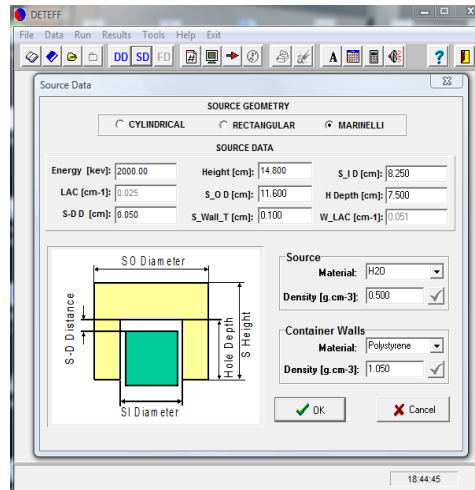 DETEFF
File Data Run Results Tools Help Exit
DD SD FD A ?
Source Data
SOURCE GEOMETRY
CYLINDRICAL RECTANGULAR MARINELLI
SOURCE DATA
Energy [kev]: 2000.00 Height [cm]: 14.800 S_I D [cm]: 8.250
LAC [cm-1]: 0.025 S_O D [cm]: 11.600 H Depth [cm]: 7.500
S-D D [cm]: 0.050 S_Wall_T [cm]: 0.100 W_LAC [cm-1]: 0.051
SO Diameter
S-D Distance
Hole Depth
S Height
SI Diameter
Source
Material: H2O
Density [g.cm-3]: 0.500
Container Walls
Material: Polystyrene
Density [g.cm-3]: 1.050
OK Cancel
18:44:45